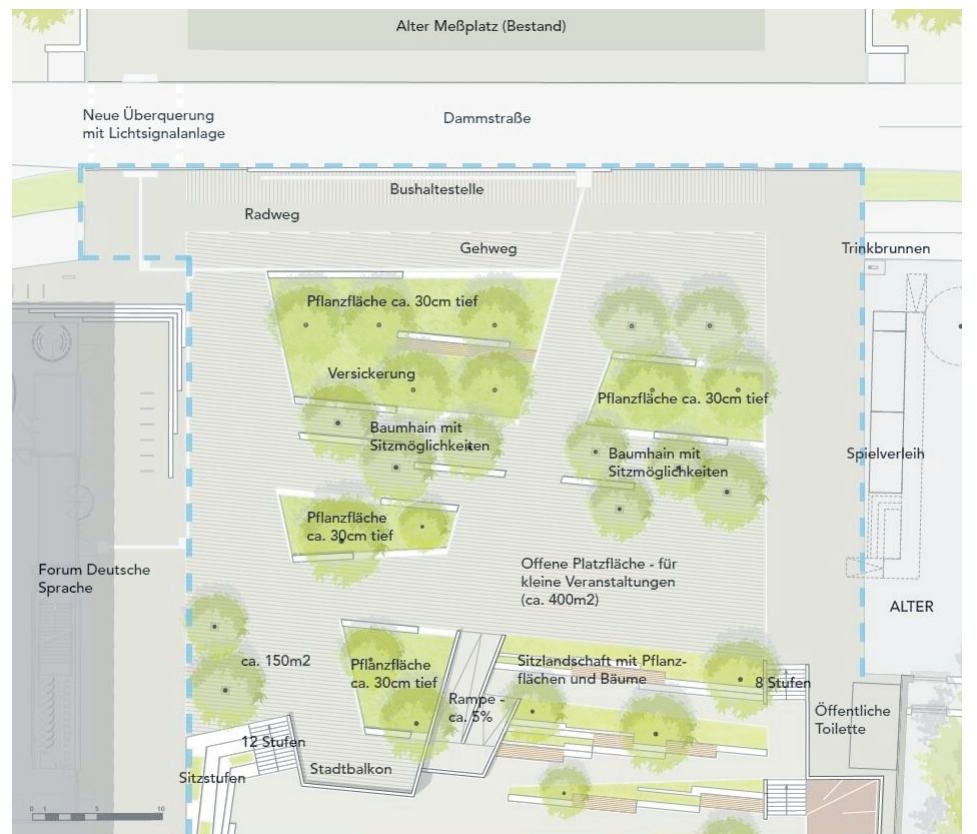 Alter Meßplatz (Bestand)
Neue Überquerung
mit Lichtsignalanlage
Dammstraße
Bushaltestelle
Radweg
Gehweg
Trinkbrunnen
Pflanzfläche ca. 30cm tief
Versickerung
Pflanzfläche ca. 30cm tief
Baumhain mit
Sitzmöglichkeiten
Baumhain mit
Sitzmöglichkeiten
Spielverleih
Pflanzfläche
ca. 30cm tief
Forum Deutsche
Sprache
Offene Platzfläche - für
kleine Veranstaltungen
(ca. 400m2)
ALTER
ca. 150m2
Pflanzfläche
ca. 30cm tief
Sitzlandschaft mit Pflanz-
flächen und Bäume
8 Stufen
Rampe -
ca. 5%
Öffentliche
Toilette
12 Stufen
Stadtbalkon
Sitzstufen
0 1 5 10